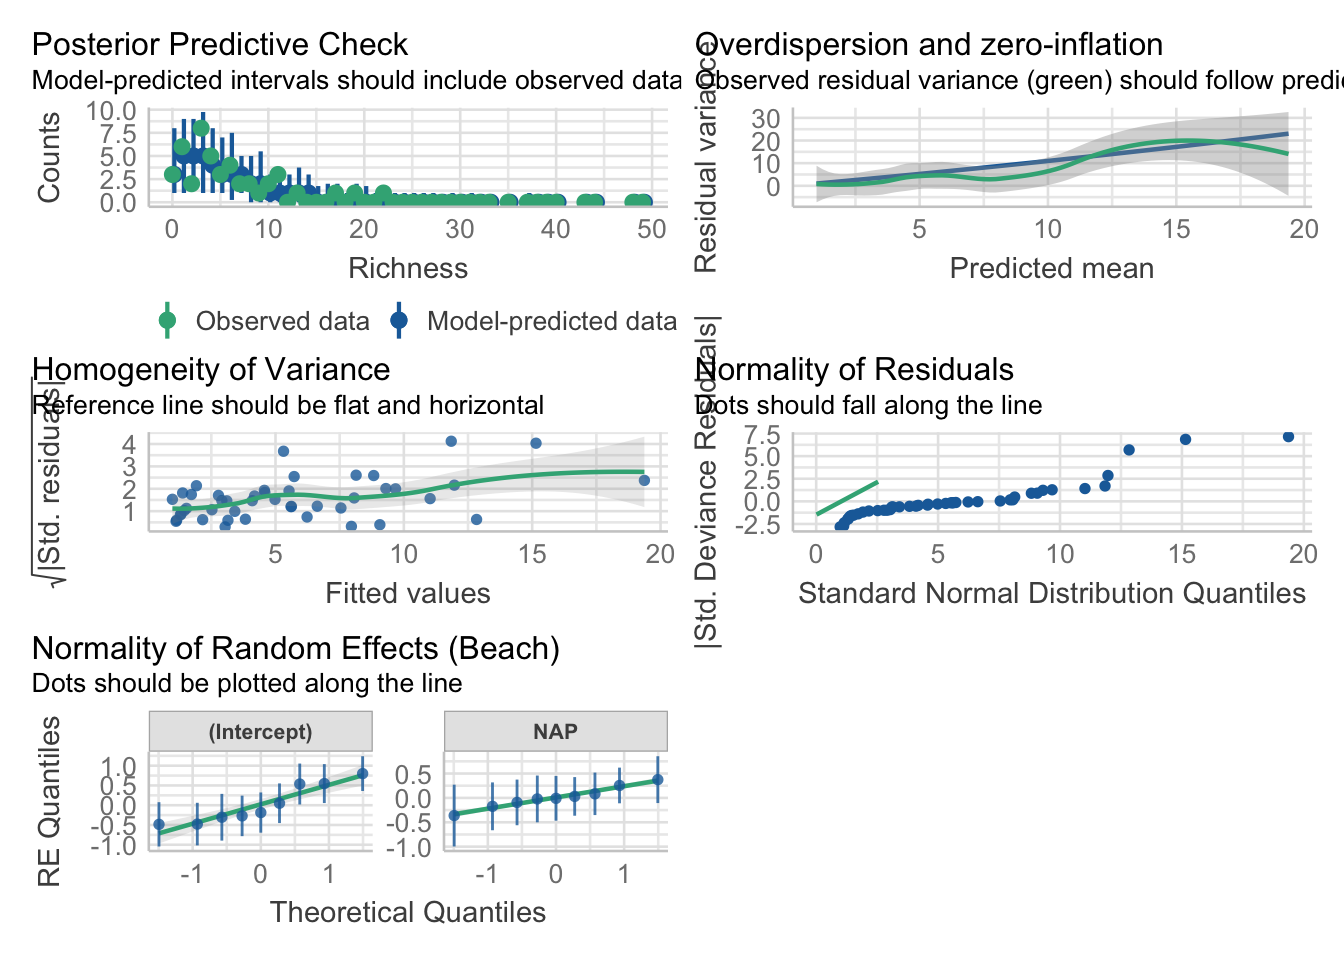 Posterior Predictive Check
Model-predicted intervals should include observed data
Counts
10.0
7.5
5.0
2.5
0.0
0 10 20 30 40 50
Richness
Observed data Model-predicted data
Overdispersion and zero-inflation
Observed residual variance (green) should follow predic
Residual variance
30
20
10
0
5 10 15 20
Predicted mean
Homogeneity of Variance
Reference line should be flat and horizontal
√|Std. residuals|
4
3
2
1
5 10 15 20
Fitted values
Normality of Residuals
Dots should fall along the line
|Std. Deviance Residuals|
7.5
5.0
2.5
0.0
-2.5
0 5 10 15 20
Standard Normal Distribution Quantiles
Normality of Random Effects (Beach)
Dots should be plotted along the line
RE Quantiles
(Intercept)
1.0
0.5
0.0
-0.5
-1.0
-1 0 1
NAP
0.5
0.0
-0.5
-1.0
-1 0 1
Theoretical Quantiles